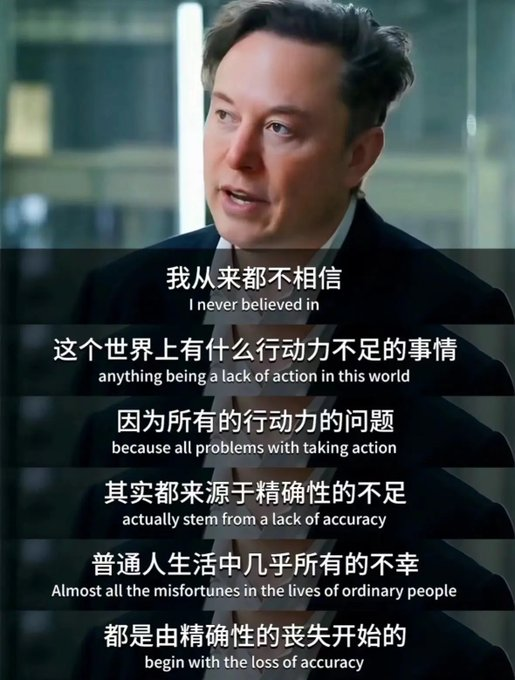 我从来都不相信
I never believed in
这个世界上有什么行动力不足的事情
anything being a lack of action in this world
因为所有的行动力的问题
because all problems with taking action
其实都来源于精确性的不足
actually stem from a lack of accuracy
普通人生活中几乎所有的不幸
Almost all the misfortunes in the lives of ordinary people
都是由精确性的丧失开始的
begin with the loss of accuracy